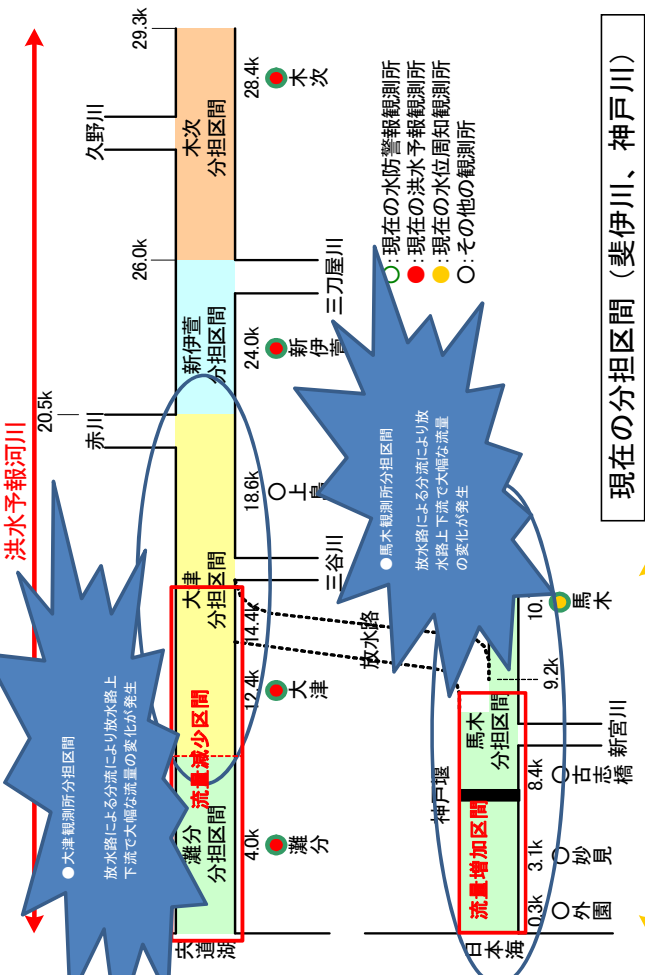 洪水予報河川
29.3k
久野川
木次
分担区間
28.4k
木次
26.0k
新伊萱
分担区間
24.0k
新伊萱
三刀屋川
20.5k
赤川
18.6k
上島
大津
分担区間
三谷川
14.4k
12.4k
大津
放水路
流量減少区間
灘分
分担区間
4.0k
灘分
宍道湖
●大津観測所分担区間
放水路による分流により放水路上
下流で大幅な流量の変化が発生
●馬木観測所分担区間
放水路による分流により放
水路上下流で大幅な流量
の変化が発生
○:現在の水防警報観測所
●:現在の洪水予報観測所
●:現在の水位周知観測所
○:その他の観測所
10.
馬木
9.2k
馬木
分担区間
新宮川
神戸堰
8.4k
古志橋
流量増加区間
3.1k
妙見
0.3k
外園
日本海
現在の分担区間（斐伊川、神戸川）